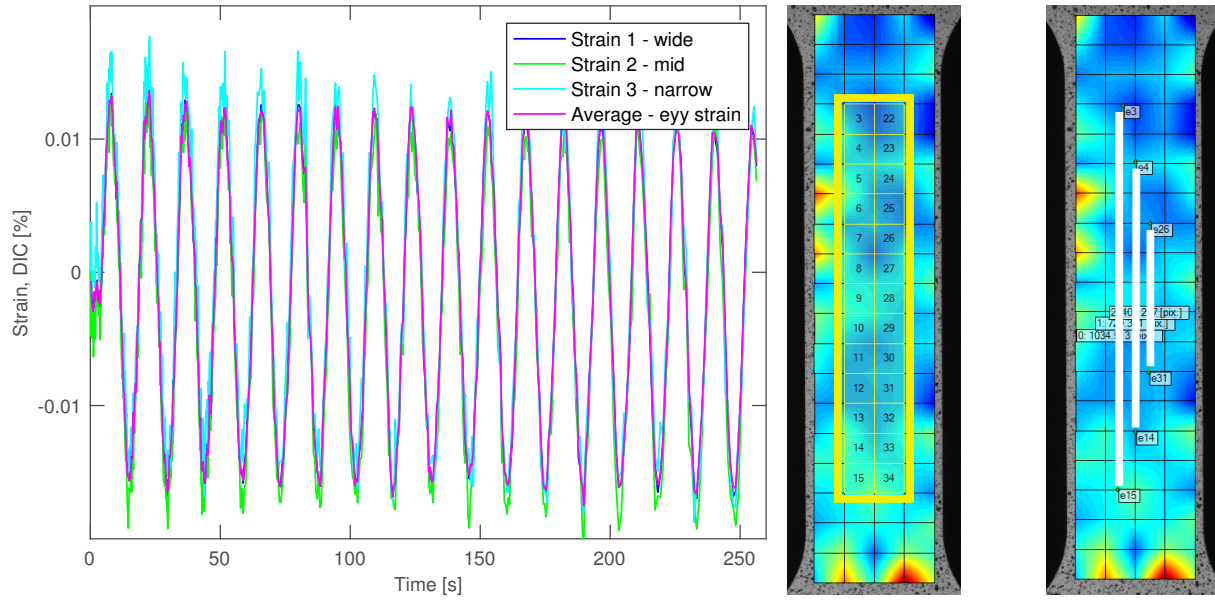 Strain 1 - wide
Strain 2 - mid
Strain 3 - narrow
Average - eyy strain
0.01
0
-0.01
Strain, DIC [%]
0 50 100 150 200 250
Time [s]
3 22
4 23
5 24
6 25
7 26
8 27
9 28
10 29
11 30
12 31
13 32
14 33
15 34
e3
e4
e26
e31
e14
e15